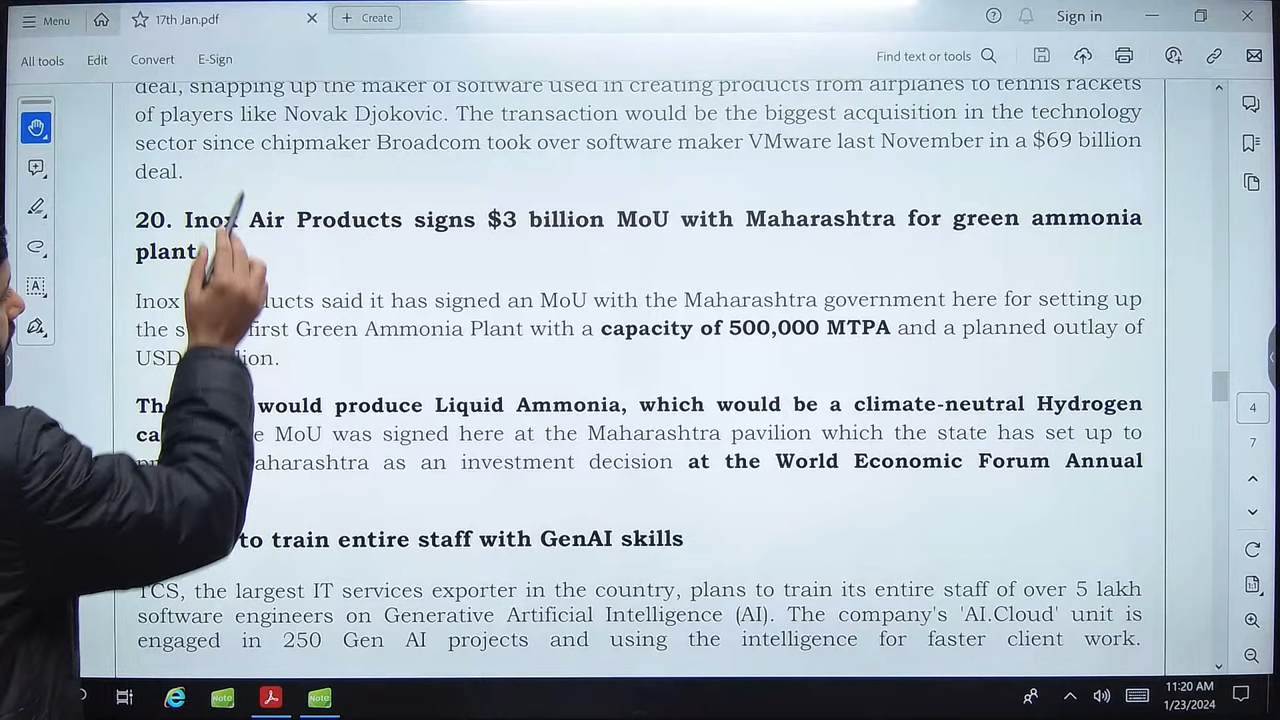 Menu
17th Jan.pdf
Create
Sign in
All tools
Edit
Convert
E-Sign
Find text or tools
deal, snapping up the maker of software used in creating products from airplanes to tennis rackets
of players like Novak Djokovic. The transaction would be the biggest acquisition in the technology
sector since chipmaker Broadcom took over software maker VMware last November in a $69 billion
deal.
20. Inox Air Products signs $3 billion MoU with Maharashtra for green ammonia
plant
Inox said it has signed an MoU with the Maharashtra government here for setting up
the first Green Ammonia Plant with a capacity of 500,000 MTPA and a planned outlay of
USD
would produce Liquid Ammonia, which would be a climate-neutral Hydrogen
MoU was signed here at the Maharashtra pavilion which the state has set up to
as an investment decision at the World Economic Forum Annual
to train entire staff with GenAI skills
TCS, the largest IT services exporter in the country, plans to train its entire staff of over 5 lakh
software engineers on Generative Artificial Intelligence (AI). The company's 'AI.Cloud' unit is
engaged in 250 Gen AI projects and using the intelligence for faster client work.
4
7
Note
Note
11:20 AM
1/23/2024